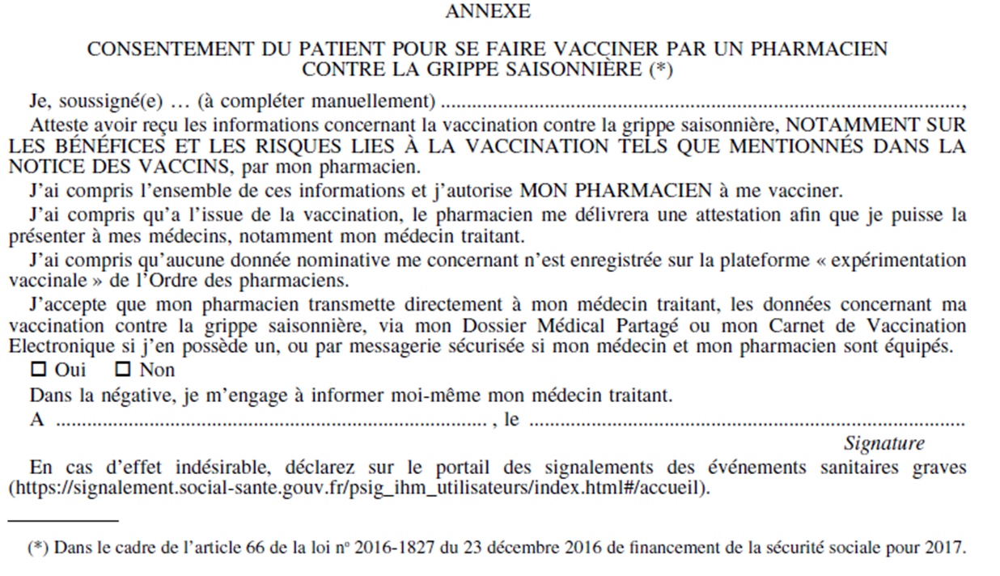 ANNEXE
CONSENTEMENT DU PATIENT POUR SE FAIRE VACCINER PAR UN PHARMACIEN
CONTRE LA GRIPPE SAISONNIÈRE (*)
Je, soussigné(e) … (à compléter manuellement) ....................................................................................................,
Atteste avoir reçu les informations concernant la vaccination contre la grippe saisonnière, NOTAMMENT SUR
LES BÉNÉFICES ET LES RISQUES LIES À LA VACCINATION TELS QUE MENTIONNÉS DANS LA
NOTICE DES VACCINS, par mon pharmacien.
J’ai compris l’ensemble de ces informations et j’autorise MON PHARMACIEN à me vacciner.
J’ai compris qu’a l’issue de la vaccination, le pharmacien me délivrera une attestation afin que je puisse la
présenter à mes médecins, notamment mon médecin traitant.
J’ai compris qu’aucune donnée nominative me concernant n’est enregistrée sur la plateforme « expérimentation
vaccinale » de l’Ordre des pharmaciens.
J’accepte que mon pharmacien transmette directement à mon médecin traitant, les données concernant ma
vaccination contre la grippe saisonnière, via mon Dossier Médical Partagé ou mon Carnet de Vaccination
Electronique si j’en possède un, ou par messagerie sécurisée si mon médecin et mon pharmacien sont équipés.
☐ Oui ☐ Non
Dans la négative, je m’engage à informer moi-même mon médecin traitant.
A .................................................................................... , le .....................................................................................
Signature
En cas d’effet indésirable, déclarez sur le portail des signalements des événements sanitaires graves
(https://signalement.social-sante.gouv.fr/psig_ihm_utilisateurs/index.html#/accueil).
(*) Dans le cadre de l’article 66 de la loi nº 2016-1827 du 23 décembre 2016 de financement de la sécurité sociale pour 2017.